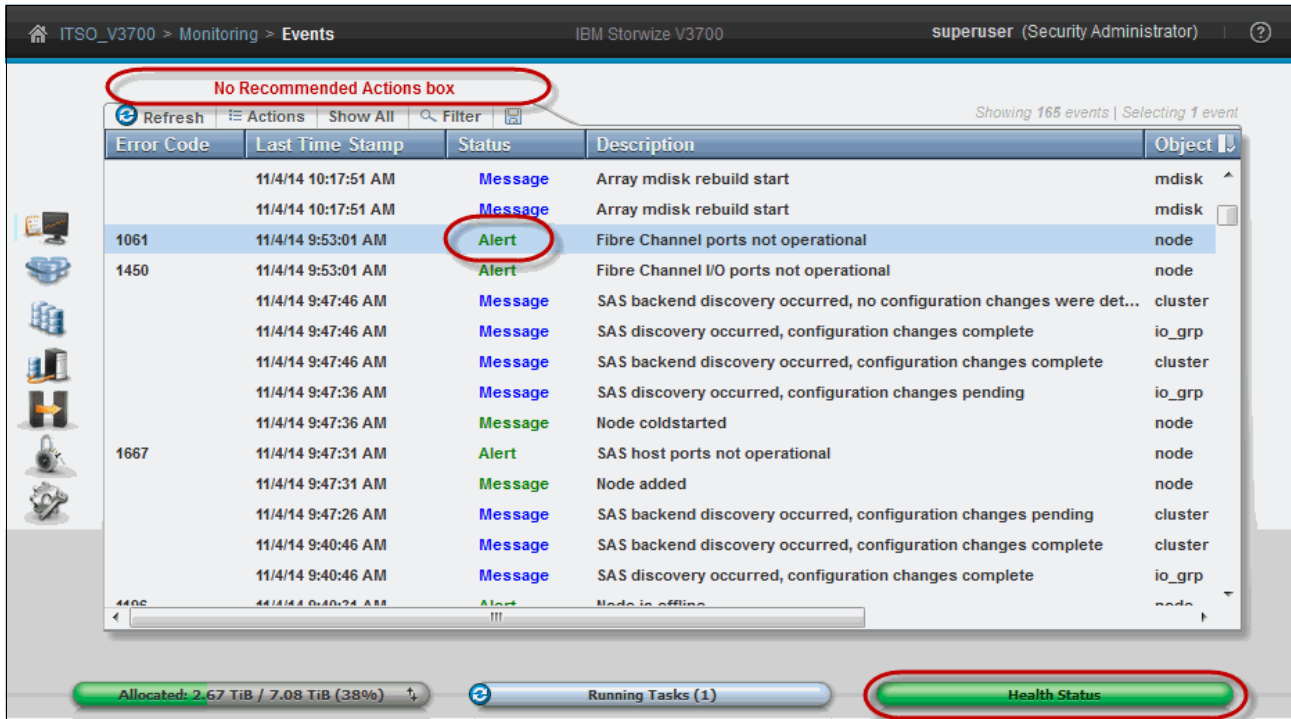 ITSO_V3700 > Monitoring > Events IBM Storwize V3700 superuser (Security Administrator) ?
No Recommended Actions box
Refresh Actions Show All Filter Showing 165 events | Selecting 1 event
Error Code Last Time Stamp Status Description Object
11/4/14 10:17:51 AM Message Array mdisk rebuild start mdisk
11/4/14 10:17:51 AM Message Array mdisk rebuild start mdisk
1061 11/4/14 9:53:01 AM Alert Fibre Channel ports not operational node
1450 11/4/14 9:53:01 AM Alert Fibre Channel I/O ports not operational node
11/4/14 9:47:46 AM Message SAS backend discovery occurred, no configuration changes were det... cluster
11/4/14 9:47:46 AM Message SAS discovery occurred, configuration changes complete io_grp
11/4/14 9:47:46 AM Message SAS backend discovery occurred, configuration changes complete cluster
11/4/14 9:47:36 AM Message SAS discovery occurred, configuration changes pending io_grp
11/4/14 9:47:36 AM Message Node coldstarted node
1667 11/4/14 9:47:31 AM Alert SAS host ports not operational node
11/4/14 9:47:31 AM Message Node added node
11/4/14 9:47:26 AM Message SAS backend discovery occurred, configuration changes pending cluster
11/4/14 9:40:46 AM Message SAS backend discovery occurred, configuration changes complete cluster
11/4/14 9:40:46 AM Message SAS discovery occurred, configuration changes complete io_grp
1196 11/4/14 9:40:21 AM Alert Node is offline node
Allocated: 2.67 TiB / 7.08 TiB (38%) Running Tasks (1) Health Status